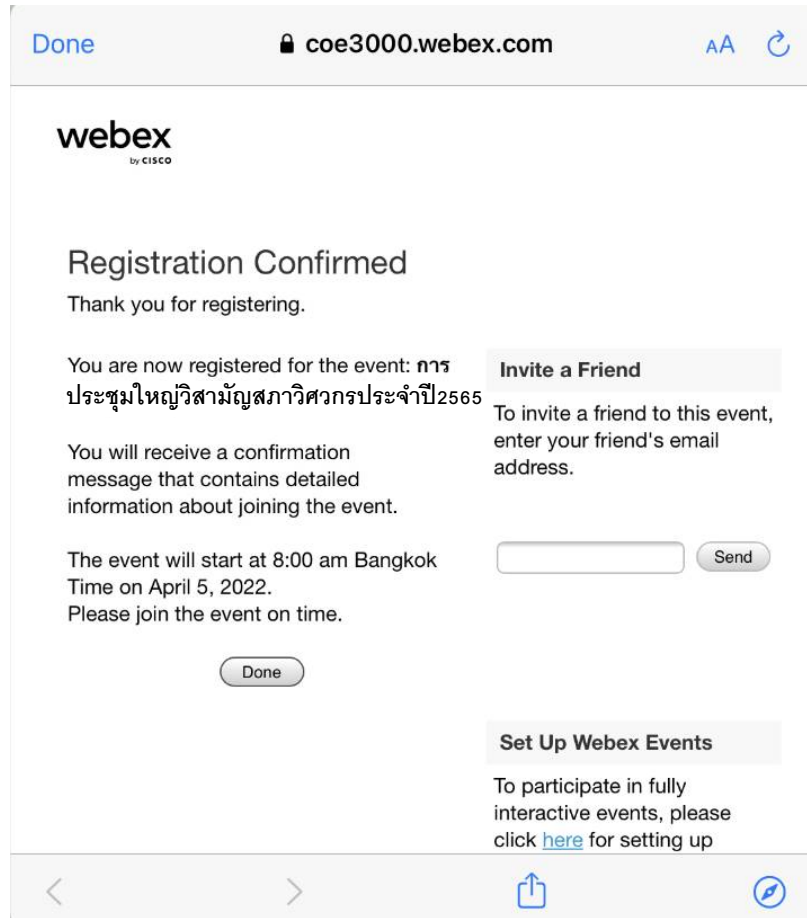 Done
coe3000.webex.com
AA
webex
by CISCO
Registration Confirmed
Thank you for registering.
You are now registered for the event: การ
ประชุมใหญ่วิสามัญสภาวิศวกรประจำปี2565
You will receive a confirmation
message that contains detailed
information about joining the event.
The event will start at 8:00 am Bangkok
Time on April 5, 2022.
Please join the event on time.
Done
Invite a Friend
To invite a friend to this event,
enter your friend's email
address.
Send
Set Up Webex Events
To participate in fully
interactive events, please
click here for setting up